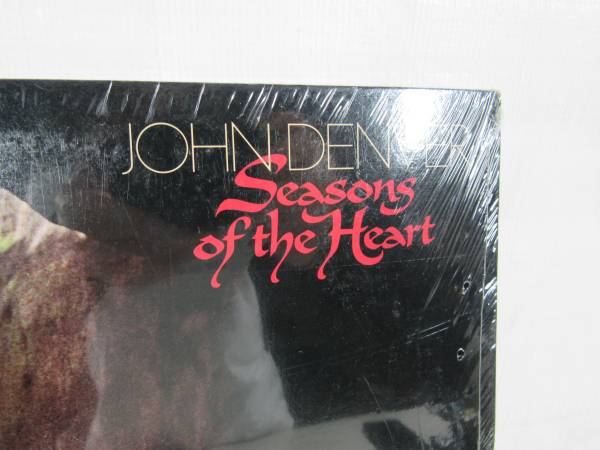 JOHN DENVER
Seasons
of the Heart